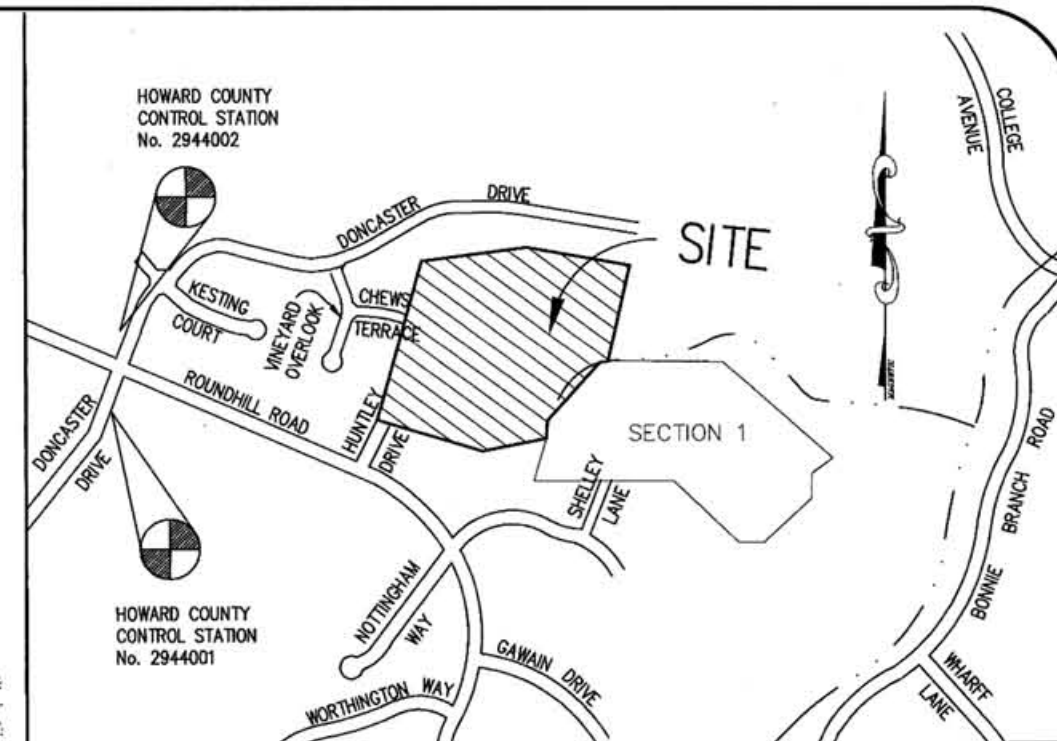 HOWARD COUNTY
CONTROL STATION
No. 2944002
COLLEGE
AVENUE
DONCASTER
DRIVE
SITE
KESTING
COURT
CHEWS
TERRACE
VINEYARD
OVERLOOK
ROUNDHILL ROAD
HUNTLEY
DRIVE
DONCASTER
DRIVE
SECTION 1
SHELLEY
LANE
BONNIE
BRANCH
ROAD
HOWARD COUNTY
CONTROL STATION
No. 2944001
NOTTINGHAM
WAY
GAWAIN
DRIVE
WHARFF
LANE
WORTHINGTON
WAY